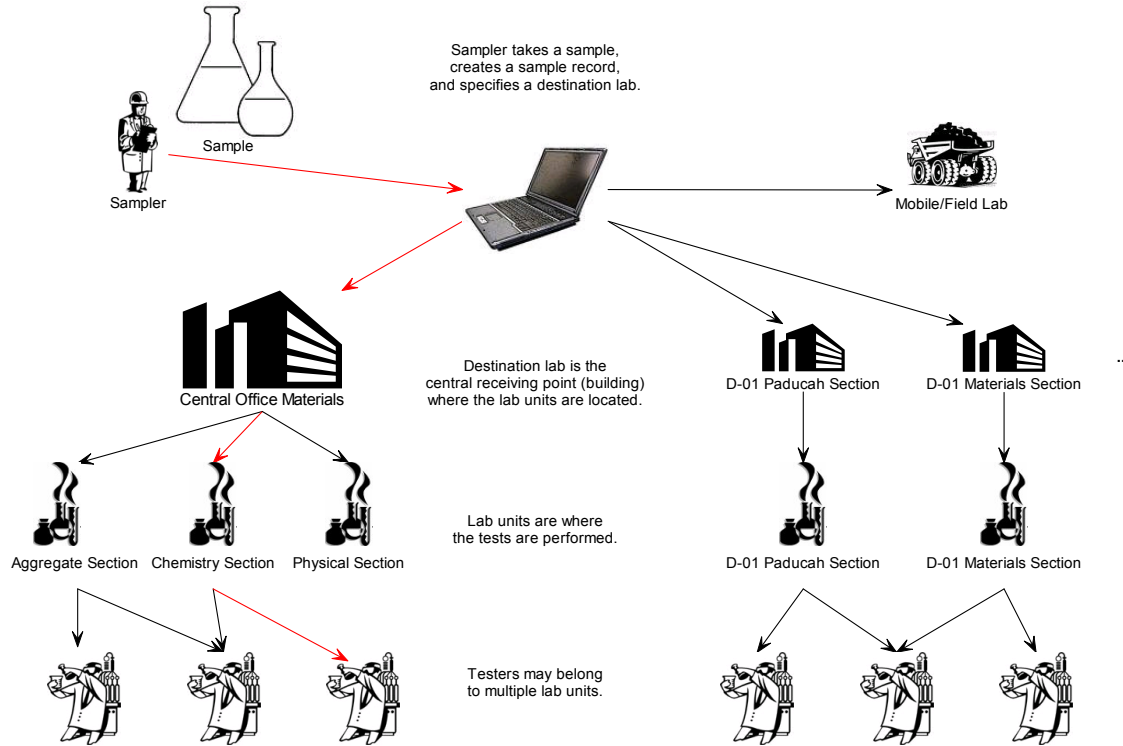 Sampler takes a sample,
creates a sample record,
and specifies a destination lab.
Sample
Sampler
Mobile/Field Lab
Destination lab is the
central receiving point (building)
where the lab units are located.
Central Office Materials
D-01 Paducah Section
D-01 Materials Section
..
Lab units are where
the tests are performed.
Aggregate Section
Chemistry Section
Physical Section
D-01 Paducah Section
D-01 Materials Section
Testers may belong
to multiple lab units.